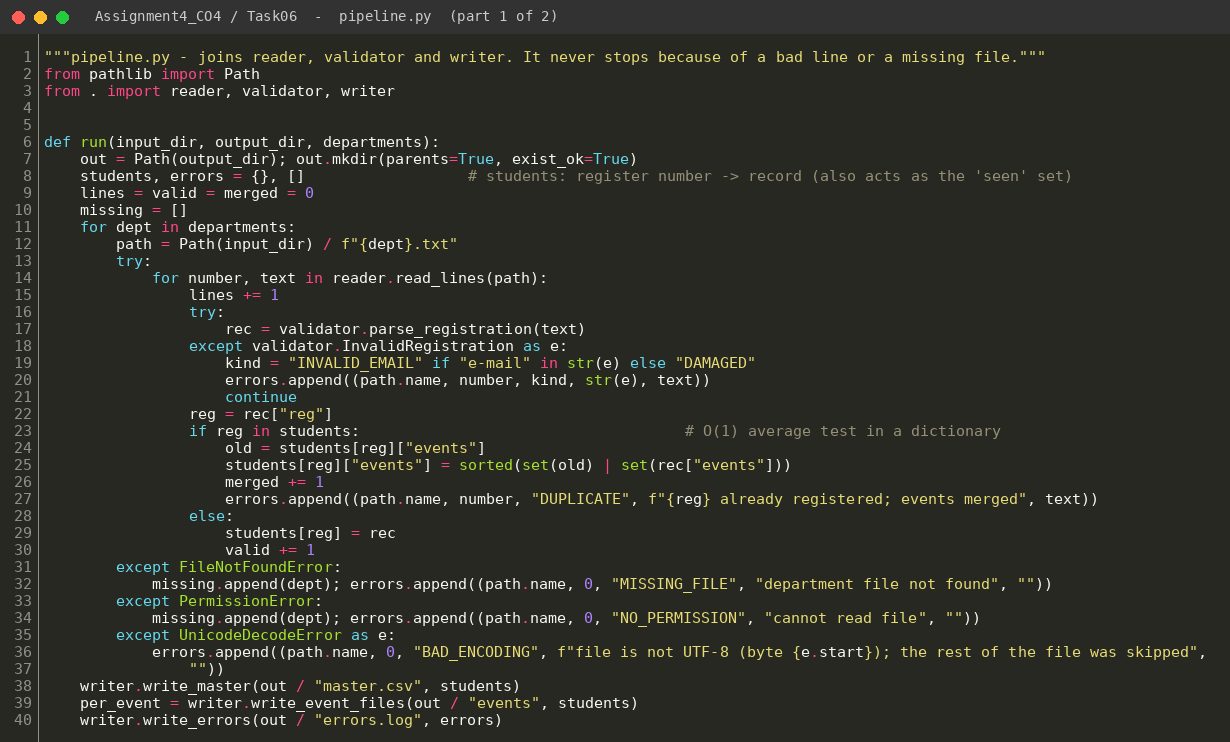 Assignment4_CO4 / Task06  -  pipeline.py  (part 1 of 2)
1 """pipeline.py - joins reader, validator and writer. It never stops because of a bad line or a missing file."""
2 from pathlib import Path
3 from . import reader, validator, writer
4
5
6 def run(input_dir, output_dir, departments):
7     out = Path(output_dir); out.mkdir(parents=True, exist_ok=True)
8     students, errors = {}, []                  # students: register number -> record (also acts as the 'seen' set)
9     lines = valid = merged = 0
10     missing = []
11     for dept in departments:
12         path = Path(input_dir) / f"{dept}.txt"
13         try:
14             for number, text in reader.read_lines(path):
15                 lines += 1
16                 try:
17                     rec = validator.parse_registration(text)
18                 except validator.InvalidRegistration as e:
19                     kind = "INVALID_EMAIL" if "e-mail" in str(e) else "DAMAGED"
20                     errors.append((path.name, number, kind, str(e), text))
21                     continue
22                 reg = rec["reg"]
23                 if reg in students:                                    # O(1) average test in a dictionary
24                     old = students[reg]["events"]
25                     students[reg]["events"] = sorted(set(old) | set(rec["events"]))
26                     merged += 1
27                     errors.append((path.name, number, "DUPLICATE", f"{reg} already registered; events merged", text))
28                 else:
29                     students[reg] = rec
30                     valid += 1
31         except FileNotFoundError:
32             missing.append(dept); errors.append((path.name, 0, "MISSING_FILE", "department file not found", ""))
33         except PermissionError:
34             missing.append(dept); errors.append((path.name, 0, "NO_PERMISSION", "cannot read file", ""))
35         except UnicodeDecodeError as e:
36             errors.append((path.name, 0, "BAD_ENCODING", f"file is not UTF-8 (byte {e.start}); the rest of the file was skipped",
37                 ""))
38     writer.write_master(out / "master.csv", students)
39     per_event = writer.write_event_files(out / "events", students)
40     writer.write_errors(out / "errors.log", errors)